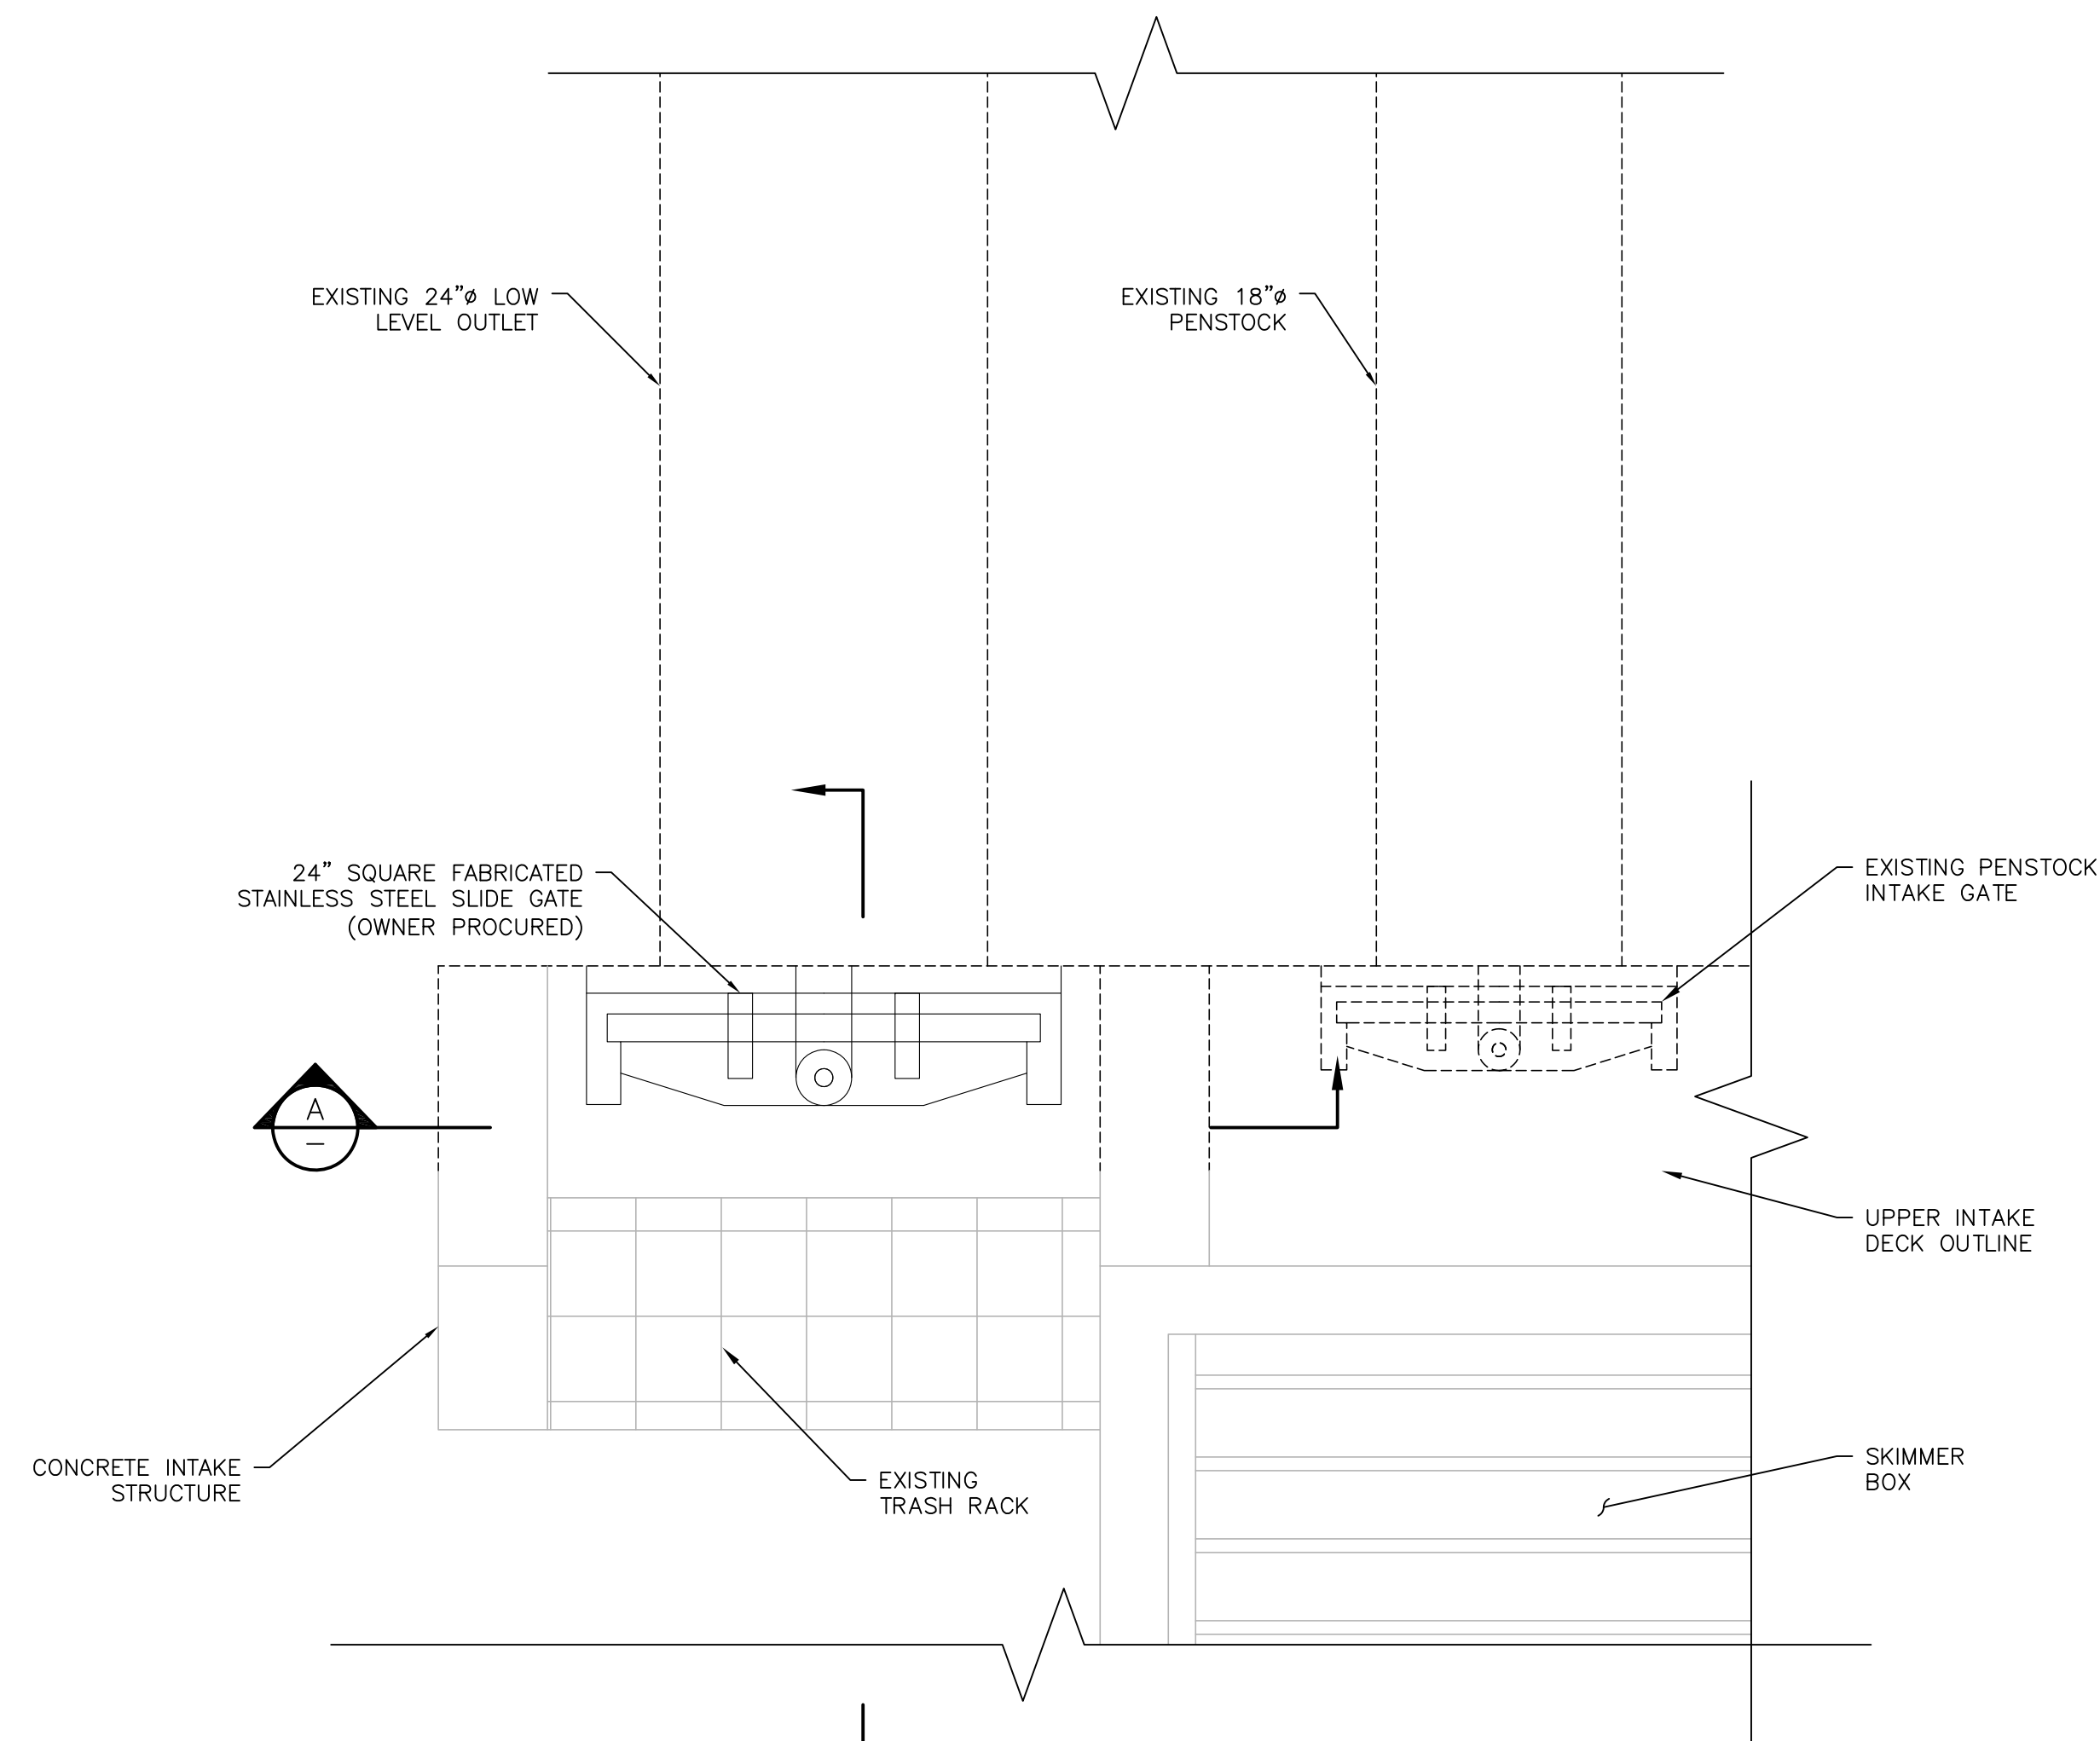 EXISTING 24"ø LOW
LEVEL OUTLET
EXISTING 18"ø
PENSTOCK
24" SQUARE FABRICATED
STAINLESS STEEL SLIDE GATE
(OWNER PROCURED)
EXISTING PENSTOCK
INTAKE GATE
A
–
UPPER INTAKE
DECK OUTLINE
CONCRETE INTAKE
STRUCTURE
EXISTING
TRASH RACK
SKIMMER
BOX